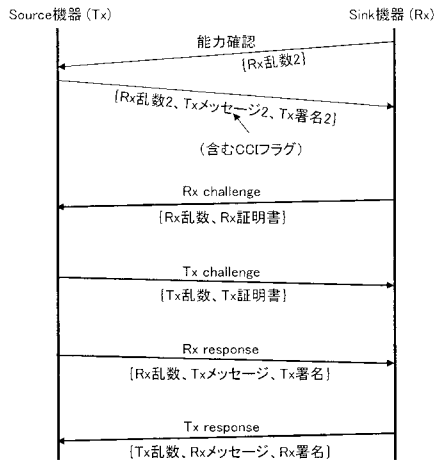 Source機器 (Tx)
Sink機器 (Rx)
能力確認
{Rx乱数2}
{Rx乱数2、Txメッセージ2、Tx署名2}
(含むCCIフラグ)
Rx challenge
{Rx乱数、Rx証明書}
Tx challenge
{Tx乱数、Tx証明書}
Rx response
{Rx乱数、Txメッセージ、Tx署名}
Tx response
{Tx乱数、Rxメッセージ、Rx署名}